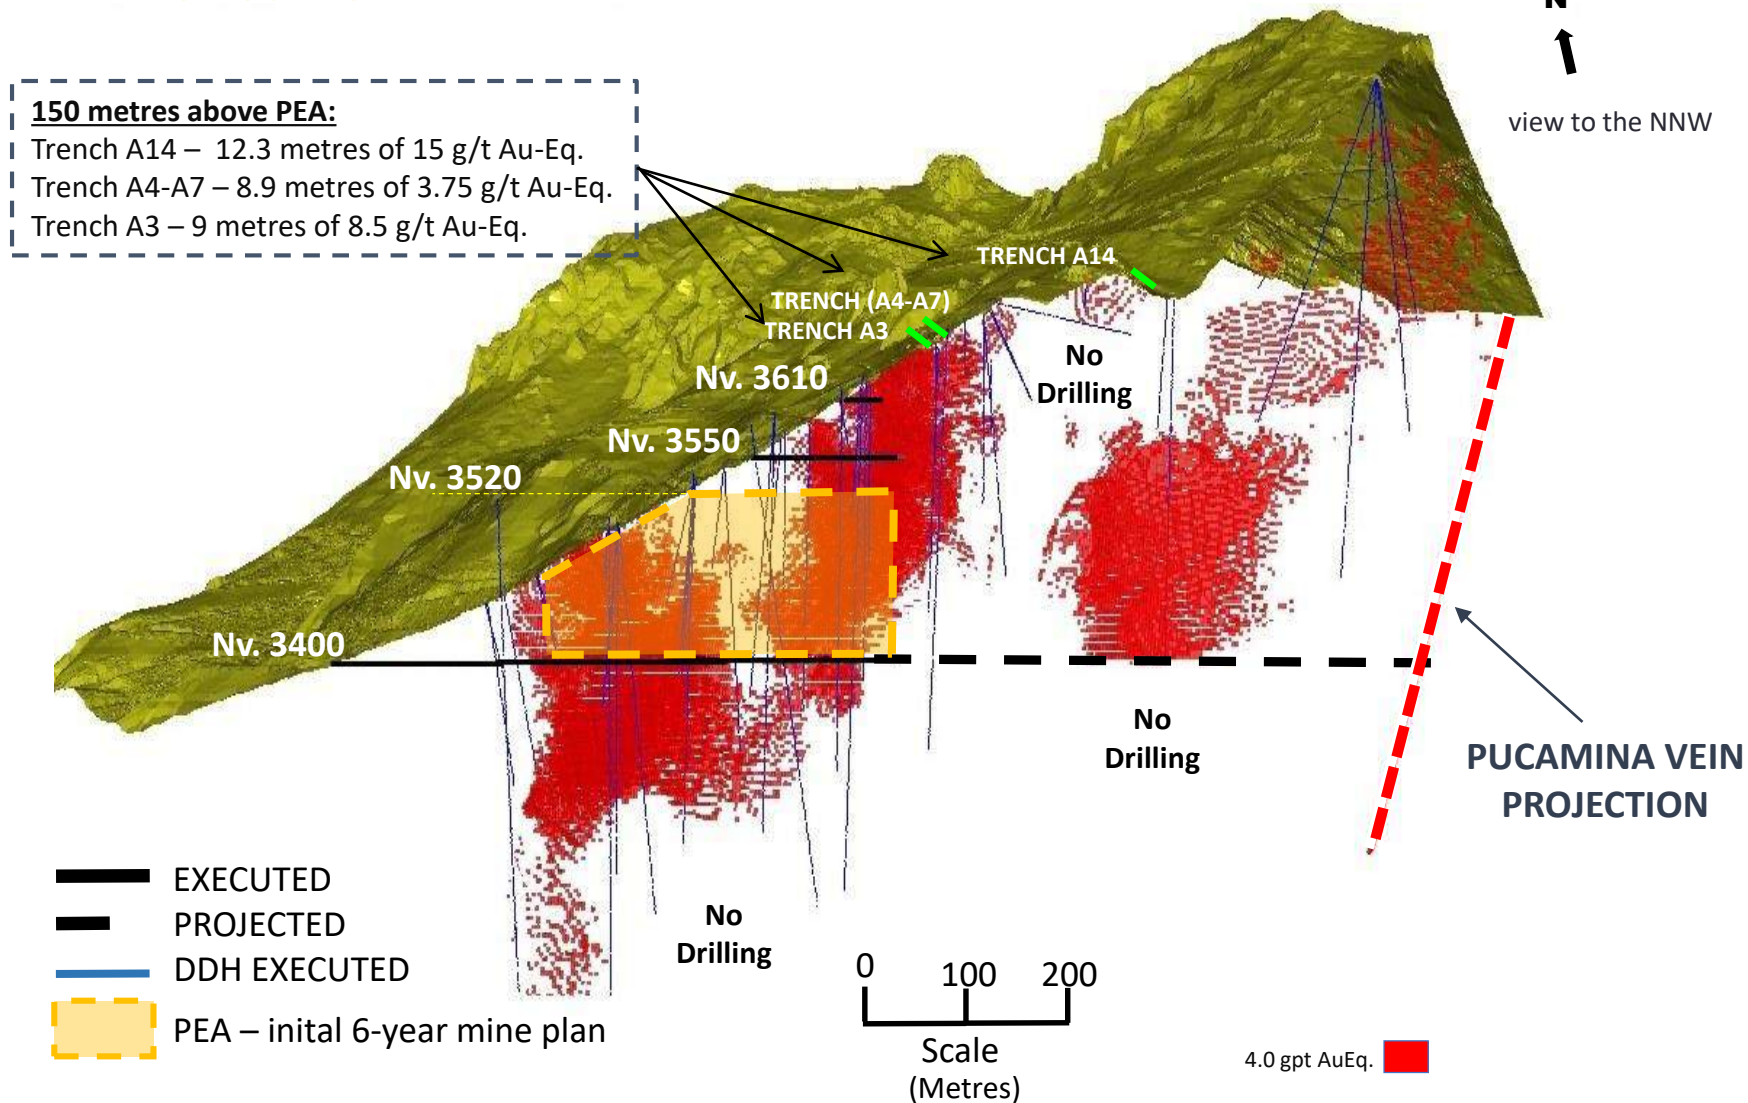 N
view to the NNW
150 metres above PEA:
Trench A14 – 12.3 metres of 15 g/t Au-Eq.
Trench A4-A7 – 8.9 metres of 3.75 g/t Au-Eq.
Trench A3 – 9 metres of 8.5 g/t Au-Eq.
TRENCH A14
TRENCH (A4-A7)
TRENCH A3
No
Drilling
Nv. 3610
Nv. 3550
Nv. 3520
Nv. 3400
No
Drilling
PUCAMINA VEIN
PROJECTION
No
Drilling
EXECUTED
PROJECTED
DDH EXECUTED
PEA – inital 6-year mine plan
0 100 200
Scale
(Metres)
4.0 gpt AuEq.